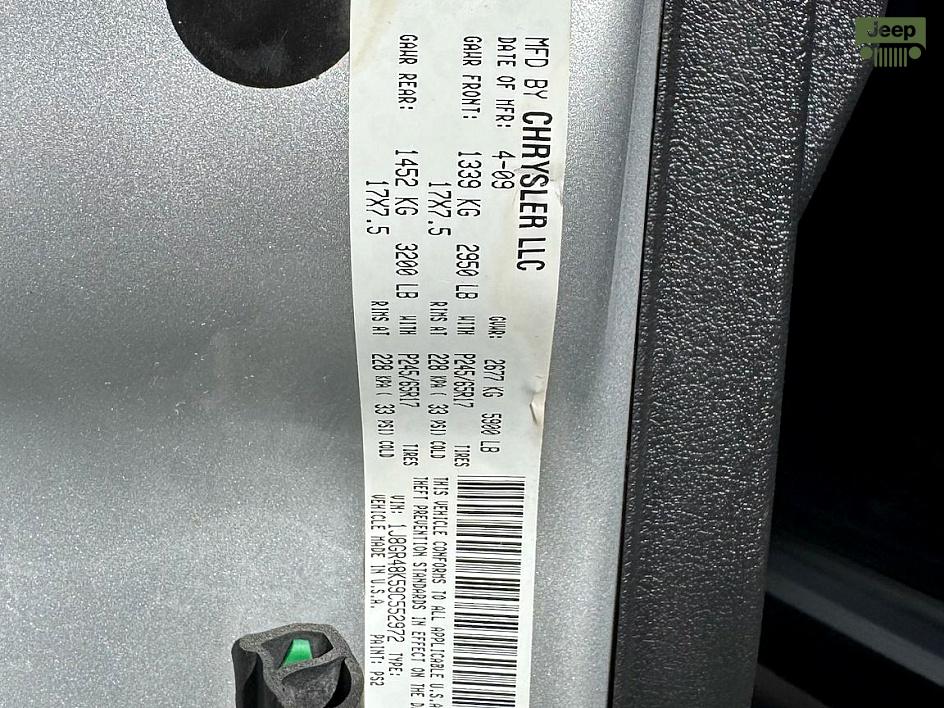 Jeep
MFD BY CHRYSLER LLC
DATE OF MFR: 4-09 GVWR: 2677 KG 5900 LB
GAWR FRONT: 1339 KG 2950 LB WITH P245/65R17 TIRES
17X7.5 RIMS AT 228 KPA ( 33 PSI) COLD
GAWR REAR: 1452 KG 3200 LB WITH P245/65R17 TIRES
17X7.5 RIMS AT 228 KPA ( 33 PSI) COLD
THIS VEHICLE CONFORMS TO ALL APPLICABLE U.S.A
THEFT PREVENTION STANDARDS IN EFFECT ON THE D
VIN: 1J8GR48K59C552972 TYPE:
VEHICLE MADE IN U.S.A. PAINT: PS2